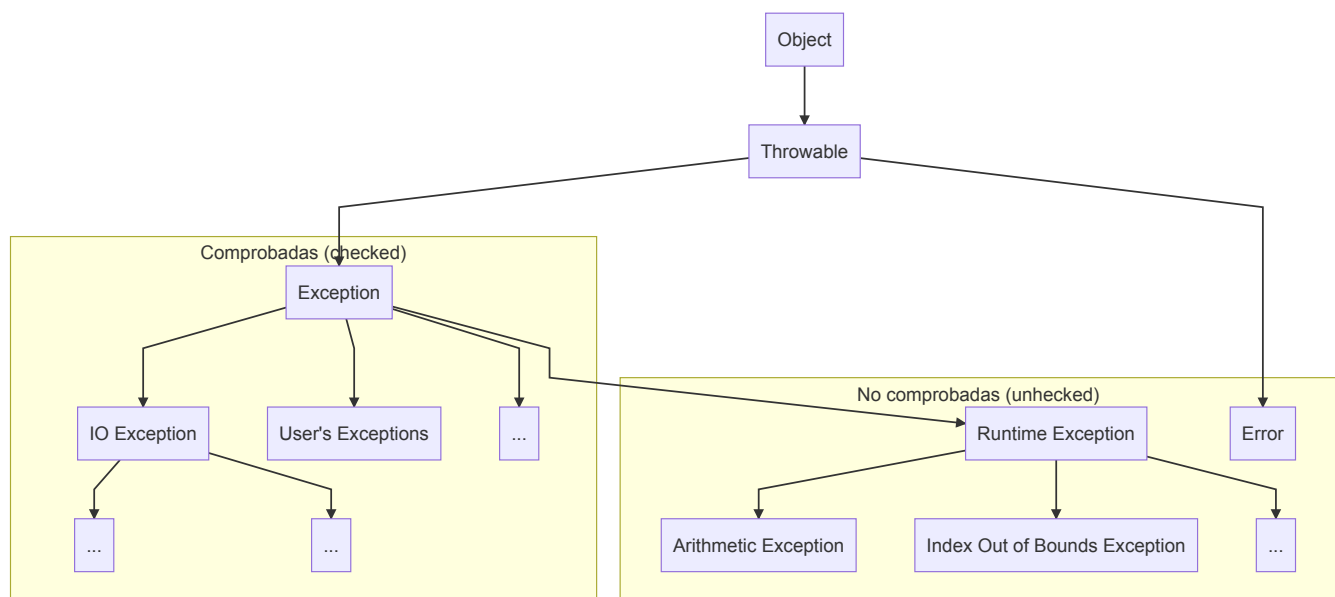 Object
Throwable
Comprobadas (checked)
Exception
No comprobadas (unhecked)
IO Exception
User's Exceptions
...
Runtime Exception
Error
...
...
Arithmetic Exception
Index Out of Bounds Exception
...